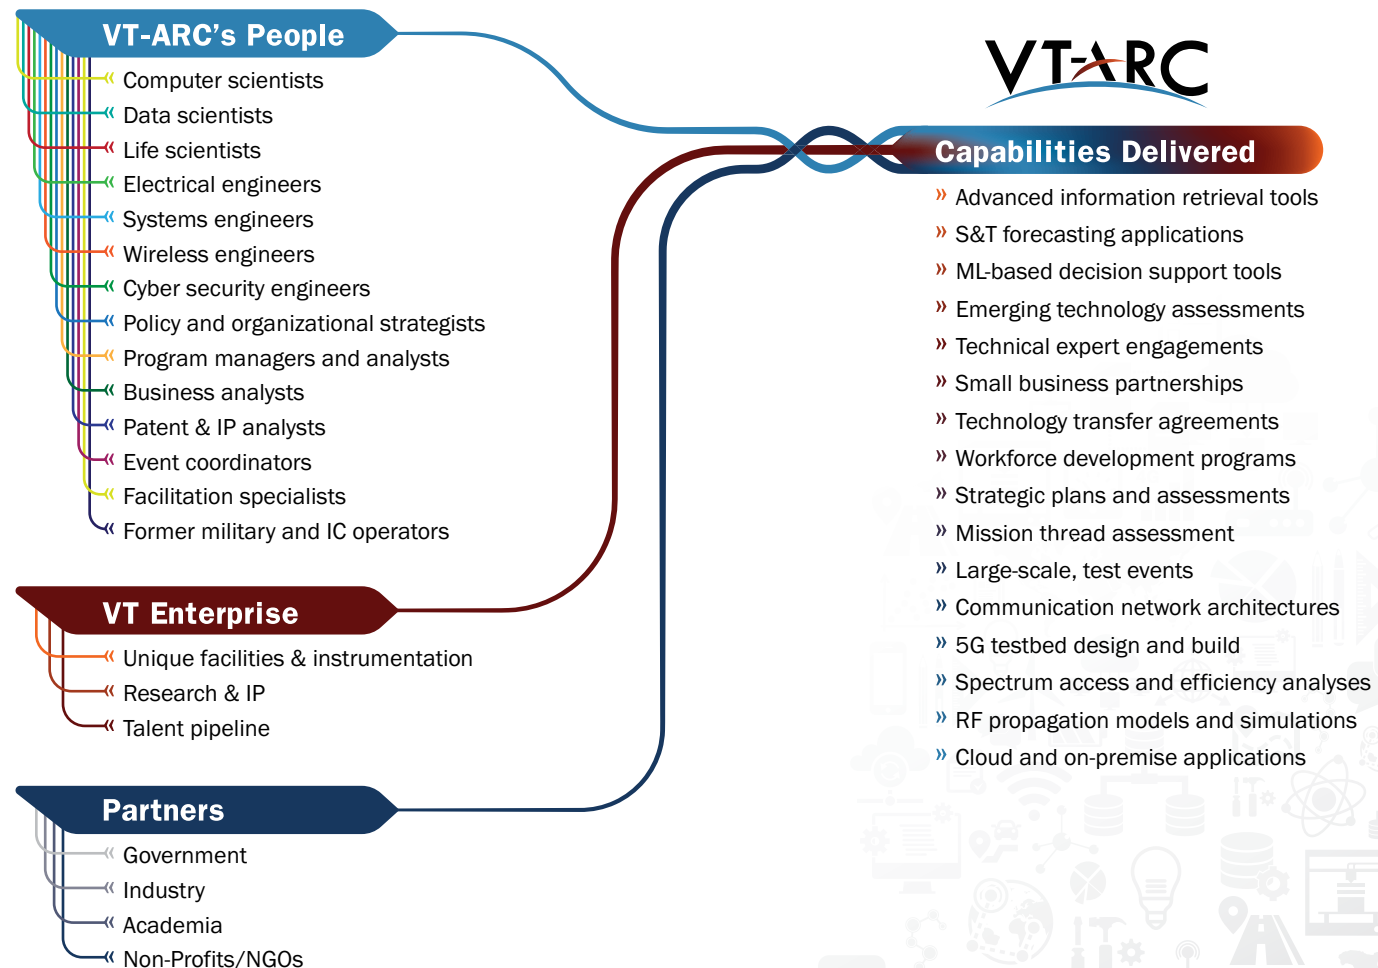 VT-ARC's People
Computer scientists
Data scientists
Life scientists
Electrical engineers
Systems engineers
Wireless engineers
Cyber security engineers
Policy and organizational strategists
Program managers and analysts
Business analysts
Patent & IP analysts
Event coordinators
Facilitation specialists
Former military and IC operators
VT Enterprise
Unique facilities & instrumentation
Research & IP
Talent pipeline
Partners
Government
Industry
Academia
Non-Profits/NGOs
VT-ARC
Capabilities Delivered
Advanced information retrieval tools
S&T forecasting applications
ML-based decision support tools
Emerging technology assessments
Technical expert engagements
Small business partnerships
Technology transfer agreements
Workforce development programs
Strategic plans and assessments
Mission thread assessment
Large-scale, test events
Communication network architectures
5G testbed design and build
Spectrum access and efficiency analyses
RF propagation models and simulations
Cloud and on-premise applications